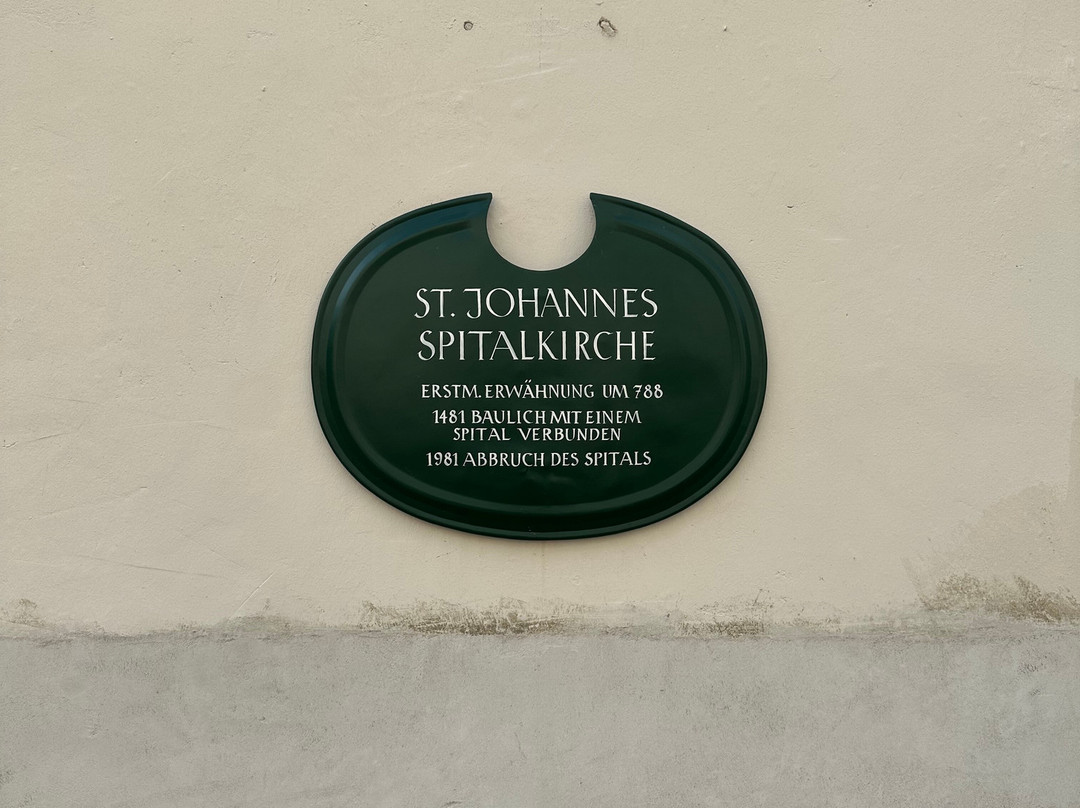 ST. JOHANNES
SPITALKIRCHE
ERSTM. ERWÄHNUNG UM 788
1481 BAULICH MIT EINEM
SPITAL VERBUNDEN
1981 ABBRUCH DES SPITALS